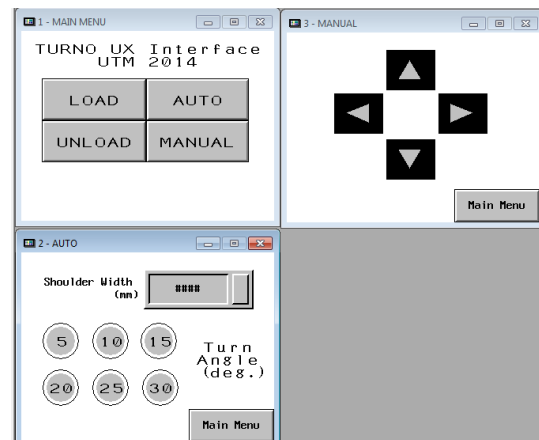 1 - MAIN MENU
TURNO UX Interface
UTM 2014
LOAD AUTO
UNLOAD MANUAL
3 - MANUAL
Main Menu
2 - AUTO
Shoulder Width
(mm)
####
5 10 15
Turn
Angle
(deg.)
20 25 30
Main Menu